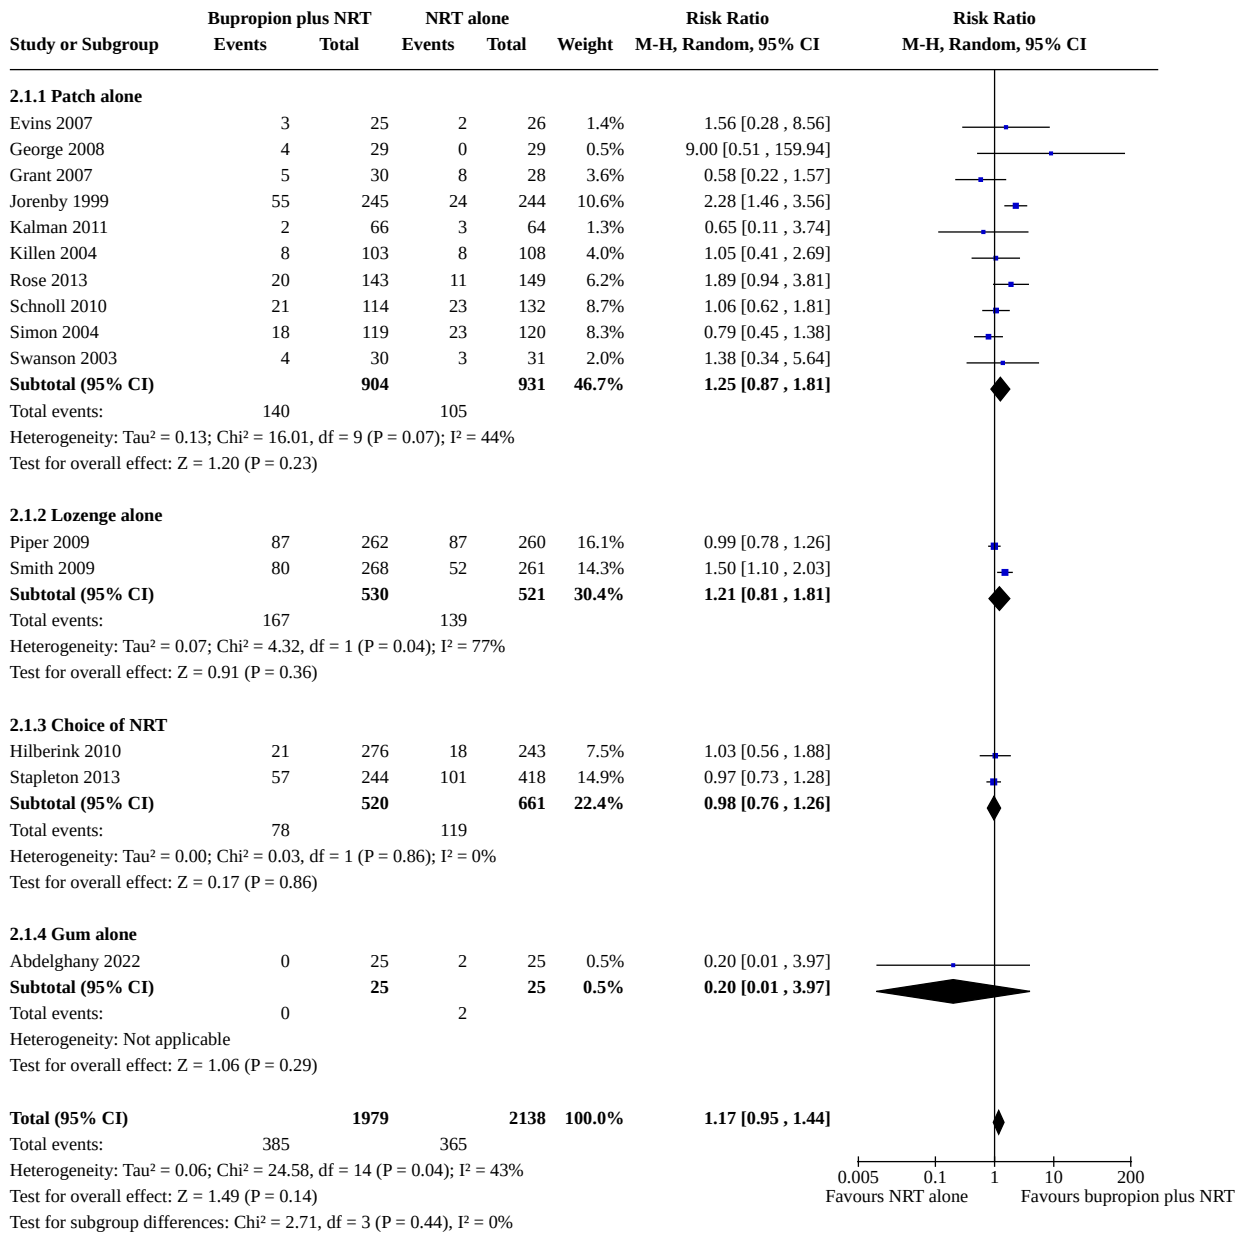 Bupropion plus NRT NRT alone Risk Ratio Risk Ratio
Study or Subgroup Events Total Events Total Weight M-H, Random, 95% CI M-H, Random, 95% CI
2.1.1 Patch alone
Evins 2007 3 25 2 26 1.4% 1.56 [0.28 , 8.56]
George 2008 4 29 0 29 0.5% 9.00 [0.51 , 159.94]
Grant 2007 5 30 8 28 3.6% 0.58 [0.22 , 1.57]
Jorenby 1999 55 245 24 244 10.6% 2.28 [1.46 , 3.56]
Kalman 2011 2 66 3 64 1.3% 0.65 [0.11 , 3.74]
Killen 2004 8 103 8 108 4.0% 1.05 [0.41 , 2.69]
Rose 2013 20 143 11 149 6.2% 1.89 [0.94 , 3.81]
Schnoll 2010 21 114 23 132 8.7% 1.06 [0.62 , 1.81]
Simon 2004 18 119 23 120 8.3% 0.79 [0.45 , 1.38]
Swanson 2003 4 30 3 31 2.0% 1.38 [0.34 , 5.64]
Subtotal (95% CI) 904 931 46.7% 1.25 [0.87 , 1.81]
Total events: 140 105
Heterogeneity: Tau² = 0.13; Chi² = 16.01, df = 9 (P = 0.07); I² = 44%
Test for overall effect: Z = 1.20 (P = 0.23)
2.1.2 Lozenge alone
Piper 2009 87 262 87 260 16.1% 0.99 [0.78 , 1.26]
Smith 2009 80 268 52 261 14.3% 1.50 [1.10 , 2.03]
Subtotal (95% CI) 530 521 30.4% 1.21 [0.81 , 1.81]
Total events: 167 139
Heterogeneity: Tau² = 0.07; Chi² = 4.32, df = 1 (P = 0.04); I² = 77%
Test for overall effect: Z = 0.91 (P = 0.36)
2.1.3 Choice of NRT
Hilberink 2010 21 276 18 243 7.5% 1.03 [0.56 , 1.88]
Stapleton 2013 57 244 101 418 14.9% 0.97 [0.73 , 1.28]
Subtotal (95% CI) 520 661 22.4% 0.98 [0.76 , 1.26]
Total events: 78 119
Heterogeneity: Tau² = 0.00; Chi² = 0.03, df = 1 (P = 0.86); I² = 0%
Test for overall effect: Z = 0.17 (P = 0.86)
2.1.4 Gum alone
Abdelghany 2022 0 25 2 25 0.5% 0.20 [0.01 , 3.97]
Subtotal (95% CI) 25 25 0.5% 0.20 [0.01 , 3.97]
Total events: 0 2
Heterogeneity: Not applicable
Test for overall effect: Z = 1.06 (P = 0.29)
Total (95% CI) 1979 2138 100.0% 1.17 [0.95 , 1.44]
Total events: 385 365
Heterogeneity: Tau² = 0.06; Chi² = 24.58, df = 14 (P = 0.04); I² = 43%
0.005 0.1 1 10 200
Test for overall effect: Z = 1.49 (P = 0.14) Favours NRT alone Favours bupropion plus NRT
Test for subgroup differences: Chi² = 2.71, df = 3 (P = 0.44), I² = 0%